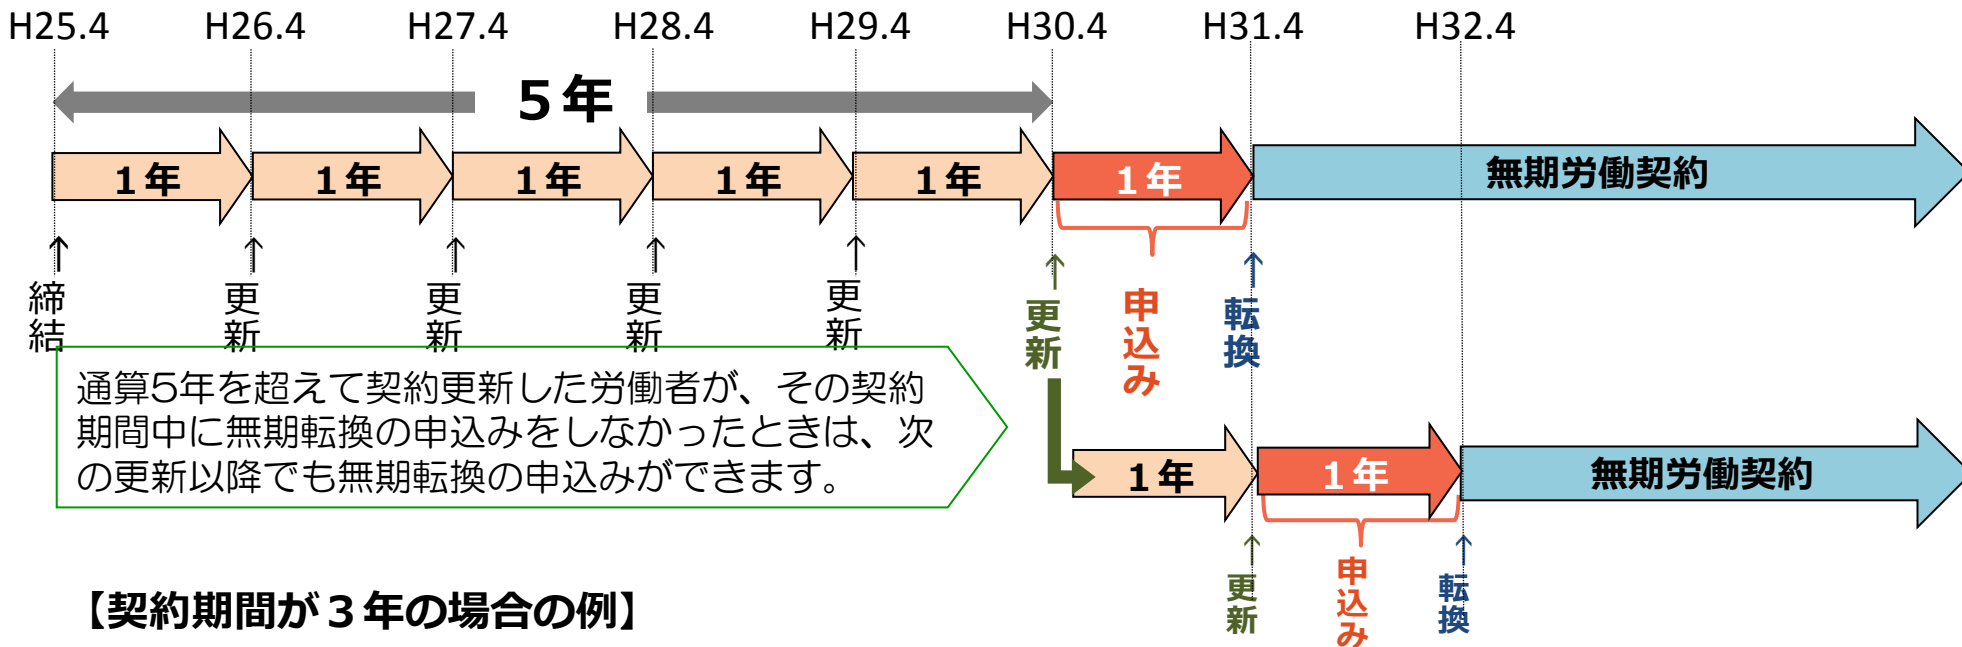 H25.4 H26.4 H27.4 H28.4 H29.4 H30.4 H31.4 H32.4
5年
1年 1年 1年 1年 1年 1年 無期労働契約
↑締結 ↑更新 ↑更新 ↑更新 ↑更新 ↑更新 申込み ↑転換
通算5年を超えて契約更新した労働者が、その契約
期間中に無期転換の申込みをしなかったときは、次
の更新以降でも無期転換の申込みができます。
1年 1年 無期労働契約
↑更新 申込み ↑転換
【契約期間が3年の場合の例】